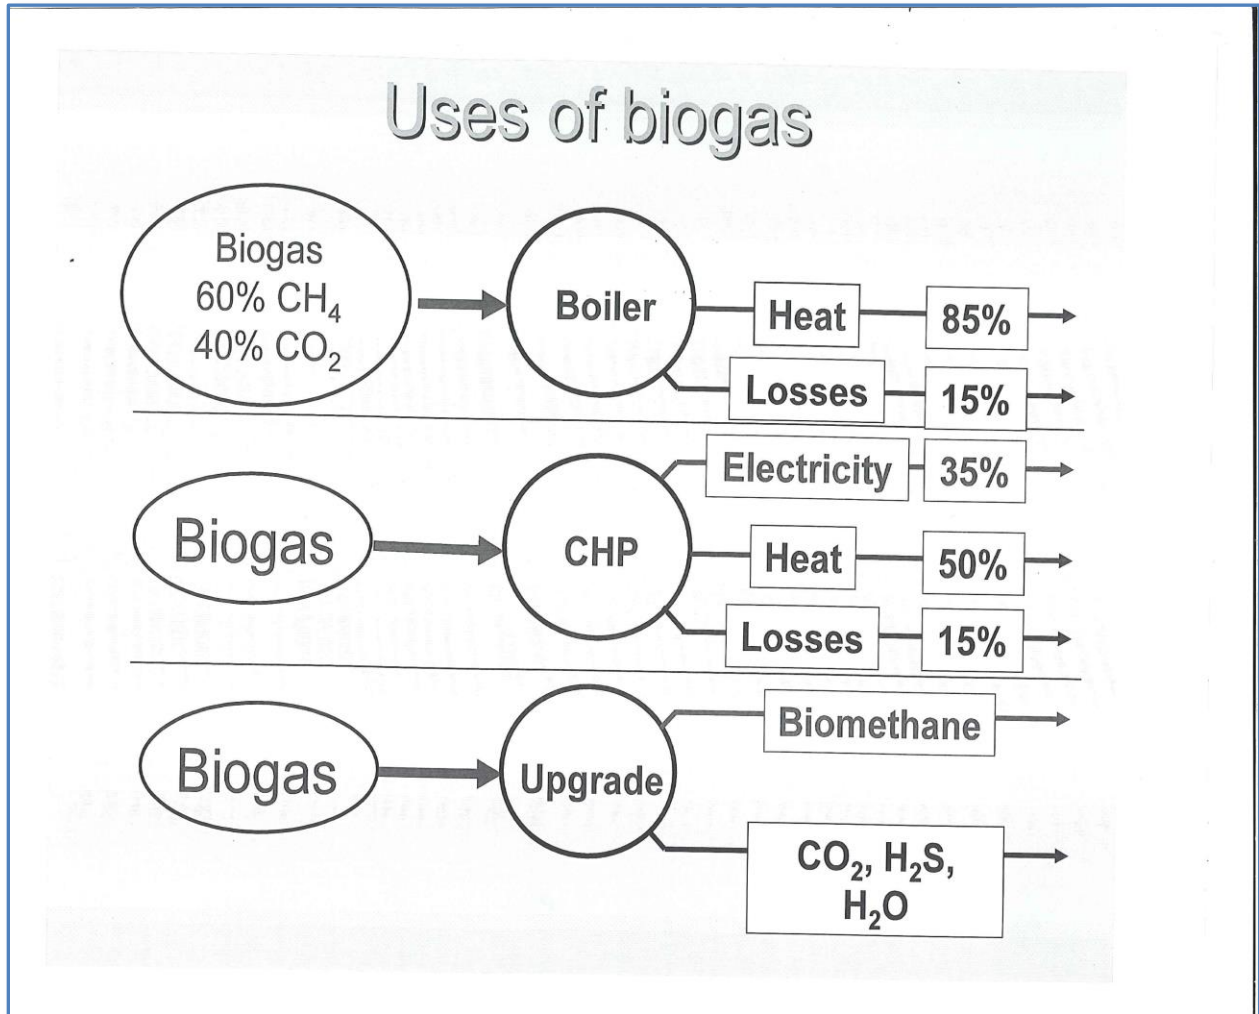 Uses of biogas
Biogas
60% CH₄
40% CO₂
Boiler
Heat
85%
Losses
15%
Biogas
CHP
Electricity
35%
Heat
50%
Losses
15%
Biogas
Upgrade
Biomethane
CO₂, H₂S,
H₂O